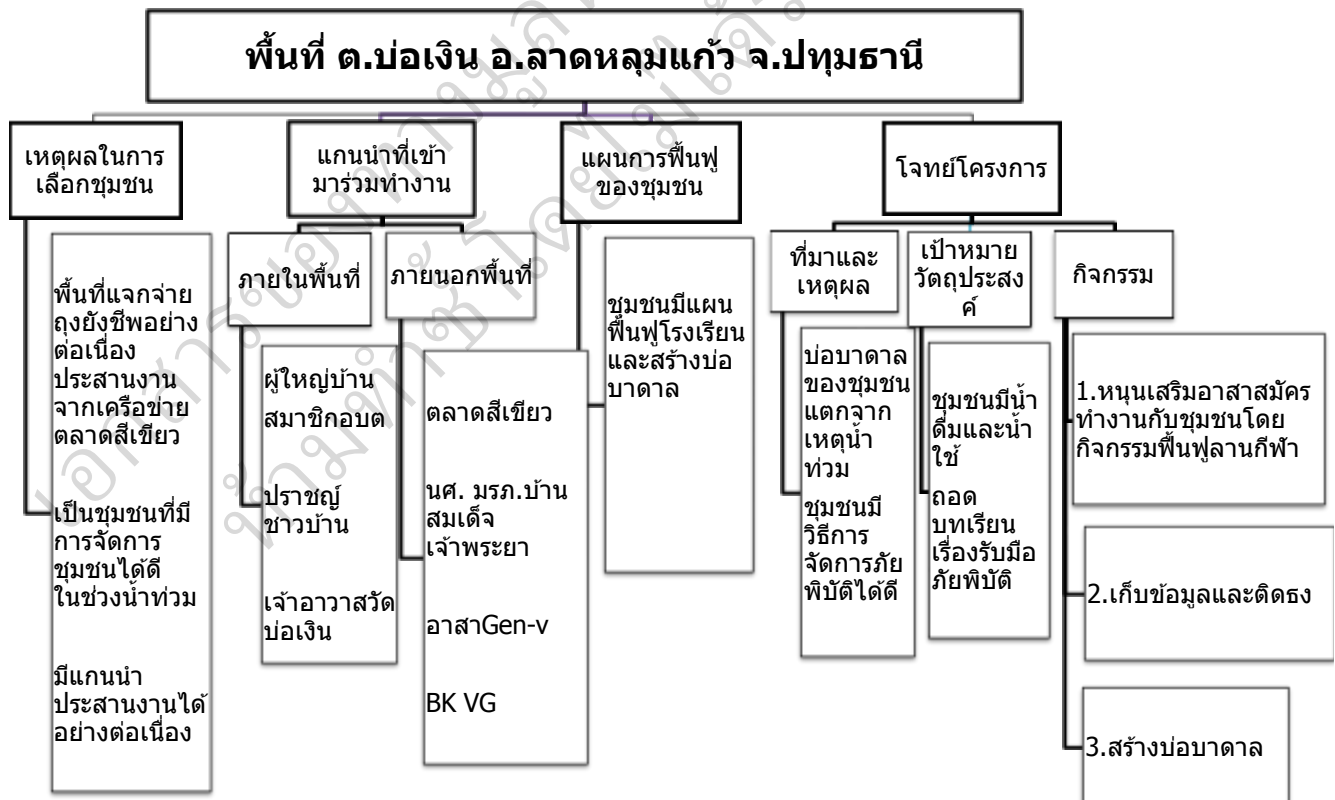 พื้นที่ ต.บ่อเงิน อ.ลาดหลุมแก้ว จ.ปทุมธานี
เหตุผลในการ
เลือกชุมชน
พื้นที่แจกจ่าย
ถุงยังชีพอย่าง
ต่อเนื่อง
ประสานงาน
จากเครือข่าย
ตลาดสีเขียว
เป็นชุมชนที่มี
การจัดการ
ชุมชนได้ดี
ในช่วงน้ำท่วม
มีแกนนำ
ประสานงานได้
อย่างต่อเนื่อง
แกนนำที่เข้า
มาร่วมทำงาน
ภายในพื้นที่
ผู้ใหญ่บ้าน
สมาชิกอบต
ปราชญ์
ชาวบ้าน
เจ้าอาวาสวัด
บ่อเงิน
ภายนอกพื้นที่
ตลาดสีเขียว
นศ. มรภ.บ้าน
สมเด็จ
เจ้าพระยา
อาสาGen-v
BK VG
แผนการฟื้นฟู
ของชุมชน
ชุมชนมีแผน
ฟื้นฟูโรงเรียน
และสร้างบ่อ
บาดาล
โจทย์โครงการ
ที่มาและ
เหตุผล
บ่อบาดาล
ของชุมชน
แตกจาก
เหตุน้ำ
ท่วม
ชุมชนมี
วิธีการ
จัดการภัย
พิบัติได้ดี
เป้าหมาย
วัตถุประสง
ค์
ชุมชนมีน้ำ
ดื่มและน้ำ
ใช้
ถอด
บทเรียน
เรื่องรับมือ
ภัยพิบัติ
กิจกรรม
1.หนุนเสริมอาสาสมัคร
ทำงานกับชุมชนโดย
กิจกรรมฟื้นฟูลานกีฬา
2.เก็บข้อมูลและติดธง
3.สร้างบ่อบาดาล